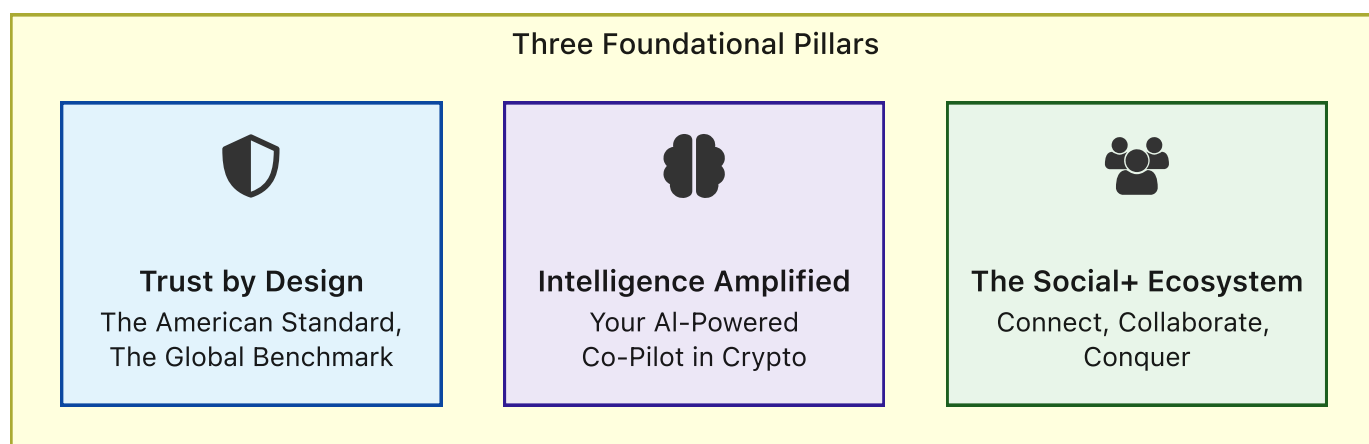 Three Foundational Pillars
Trust by Design
The American Standard,
The Global Benchmark
Intelligence Amplified
Your AI-Powered
Co-Pilot in Crypto
The Social+ Ecosystem
Connect, Collaborate,
Conquer